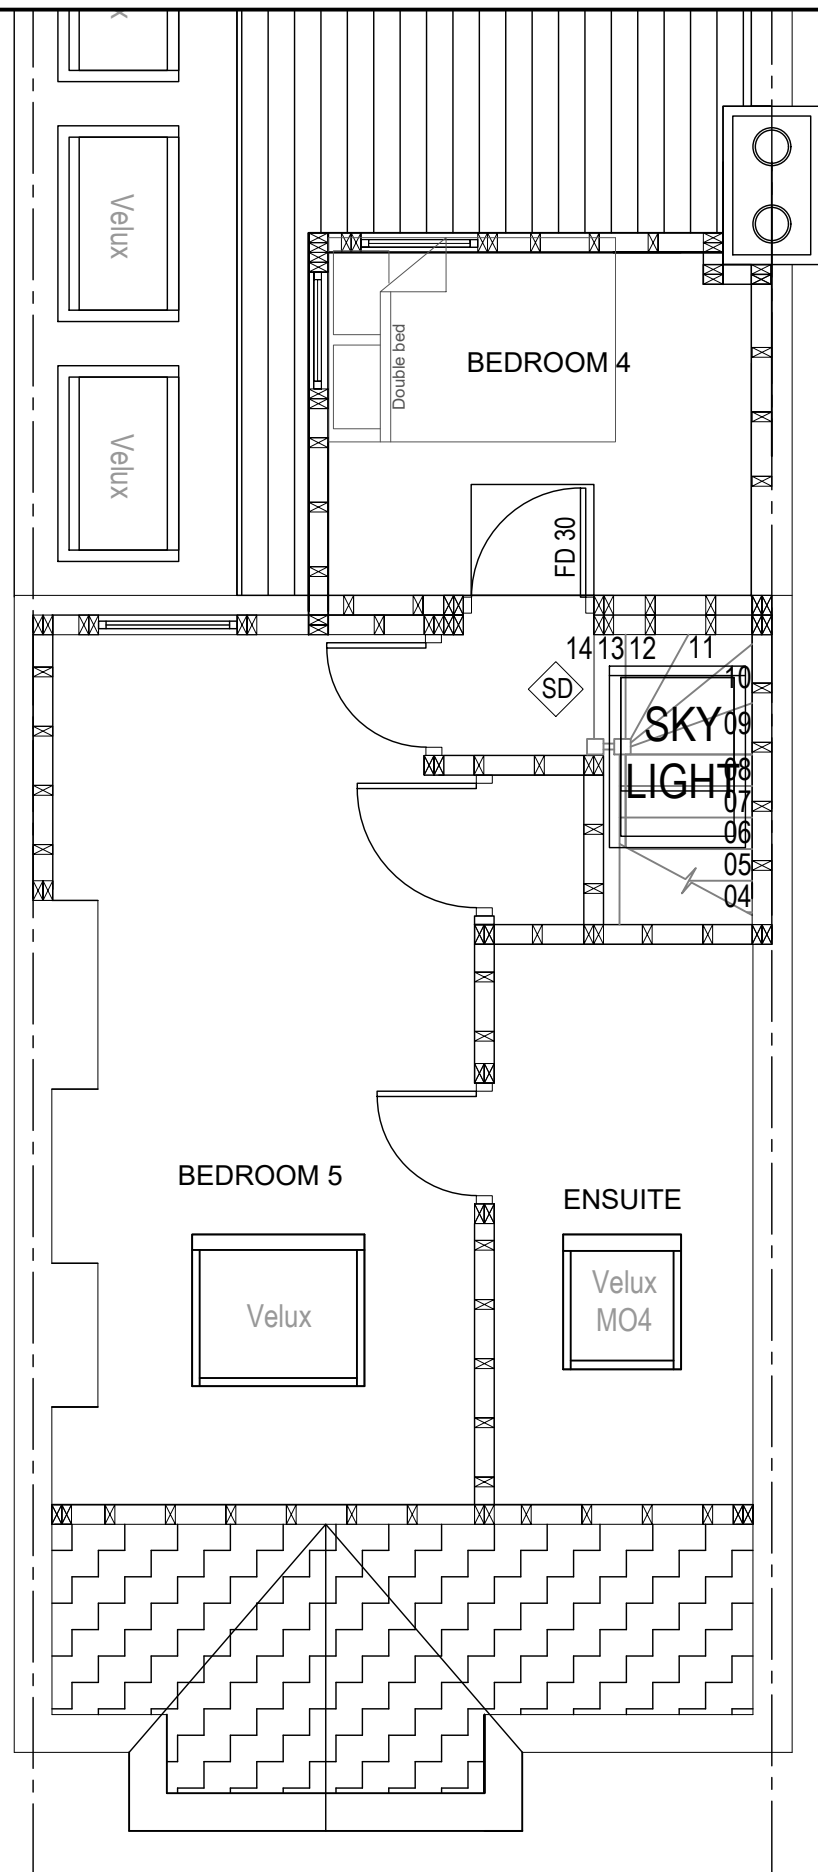 x
Velux
Velux
Double bed
BEDROOM 4
FD 30
14 13 12 11
10
SD
SKY
09
LIGHT
08
07
06
05
04
BEDROOM 5
ENSUITE
Velux
Velux
MO4